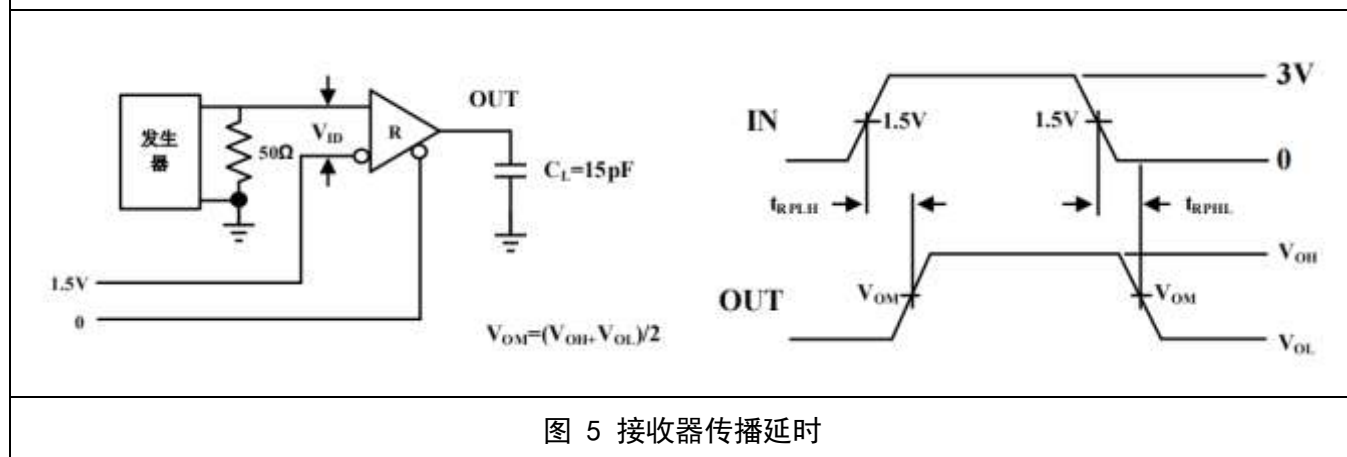 发生
器
50Ω
V_ID
R
OUT
C_L=15pF
1.5V
0
V_OM=(V_OH+V_OL)/2
IN
1.5V
1.5V
3V
0
t_RPLH
t_RPHL
OUT
V_OM
V_OM
V_OH
V_OL
图 5 接收器传播延时